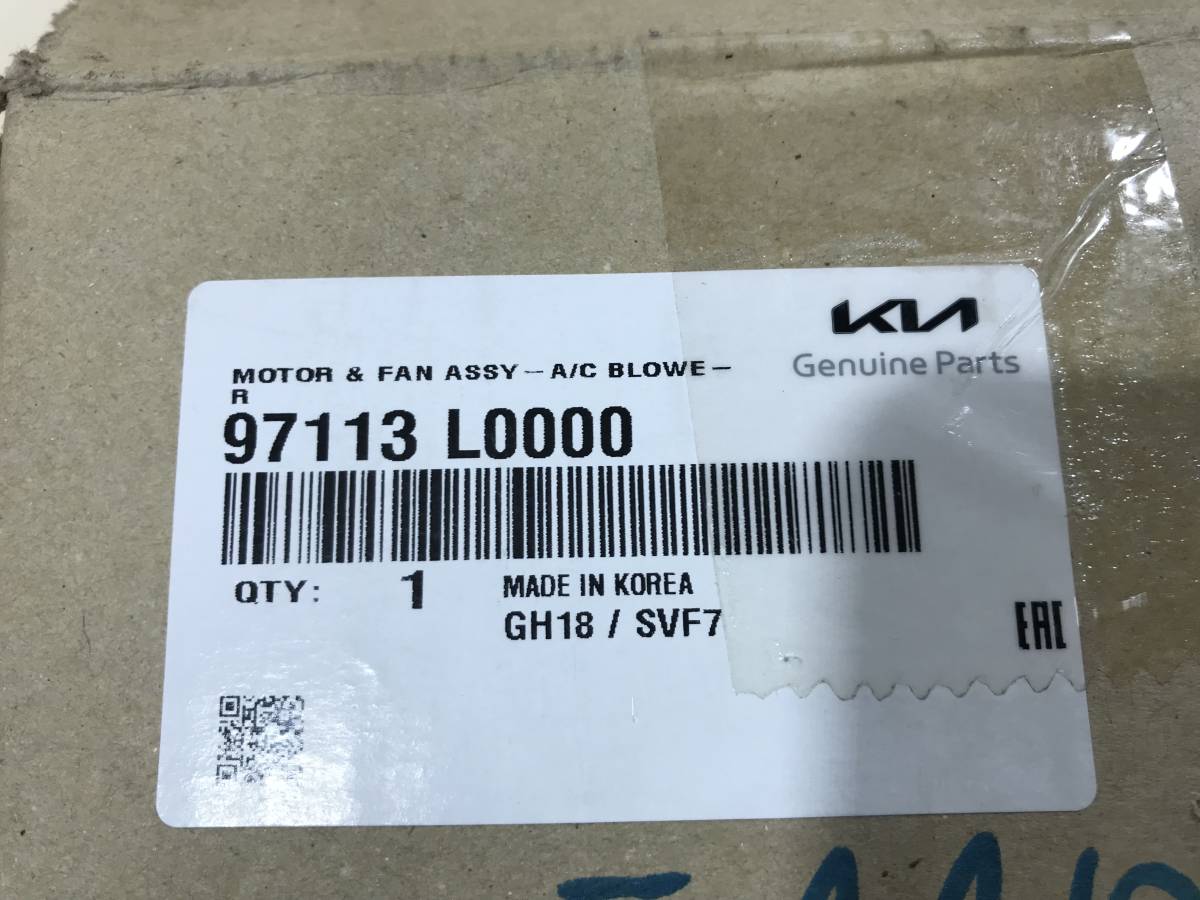 KIA
Genuine Parts
MOTOR & FAN ASSY-A/C BLOWE-
R
97113 L0000
QTY: 1 MADE IN KOREA
GH18 / SVF7
EAC